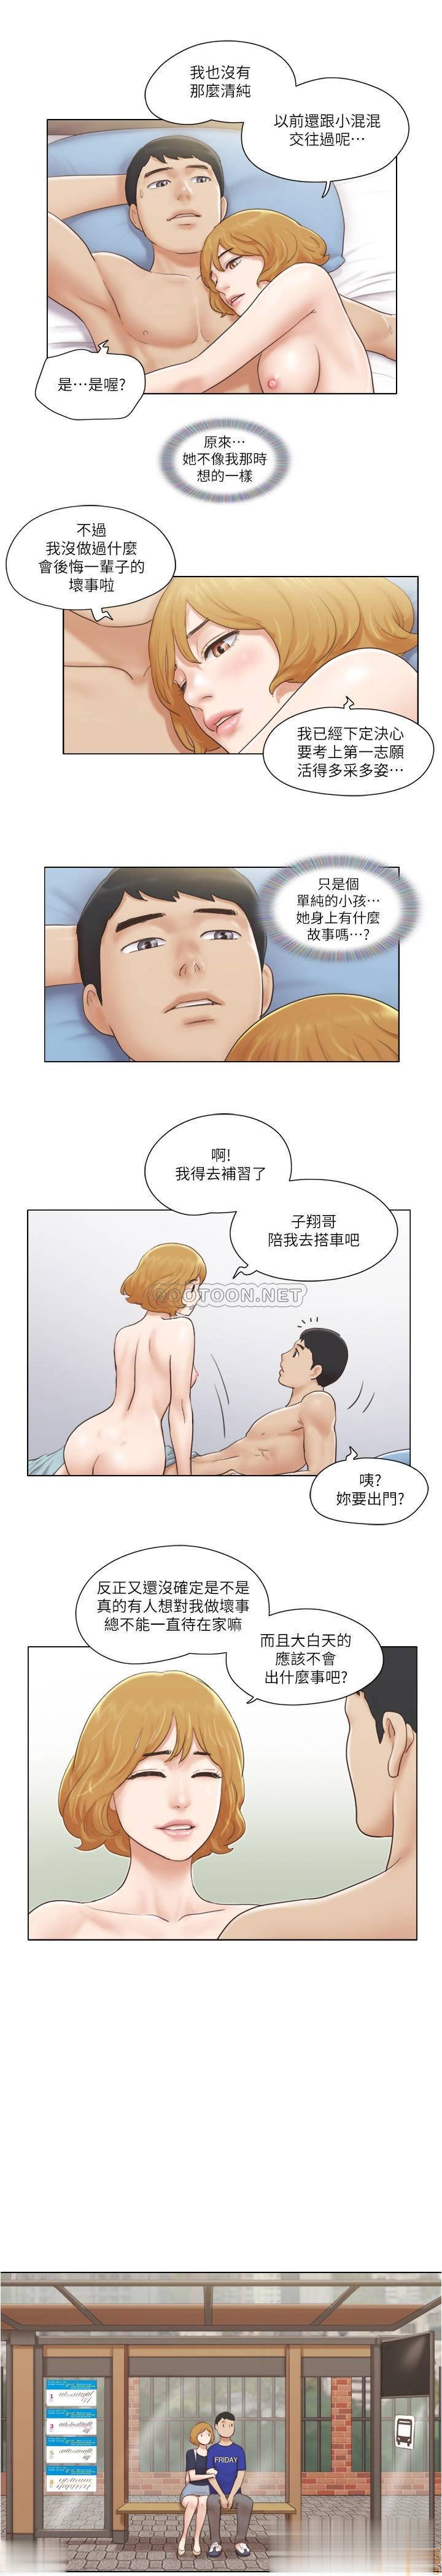 我也沒有
那麼清純
以前還跟小混混
交往過呢⋯
是⋯是喔?
原來⋯
她不像我那時
想的一樣
不過
我沒做過什麼
會後悔一輩子的
壞事啦
我已經下定決心
要考上第一志願
活得多采多姿⋯
只是個
單純的小孩⋯
她身上有什麼
故事嗎⋯?
啊!
我得去補習了
子翔哥
陪我去搭車吧
咦?
妳要出門?
反正又還沒確定是不是
真的有人想對我做壞事
總不能一直待在家嘛
而且大白天的
應該不會
出什麼事吧?
FRIDAY
1
3
5
8